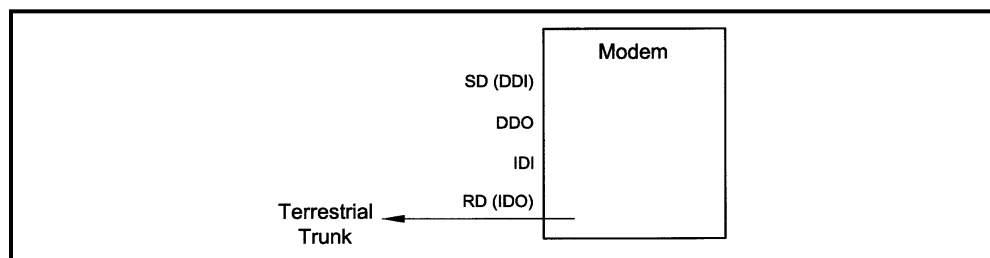 Modem
SD (DDI)
DDO
IDI
RD (IDO)
Terrestrial
Trunk